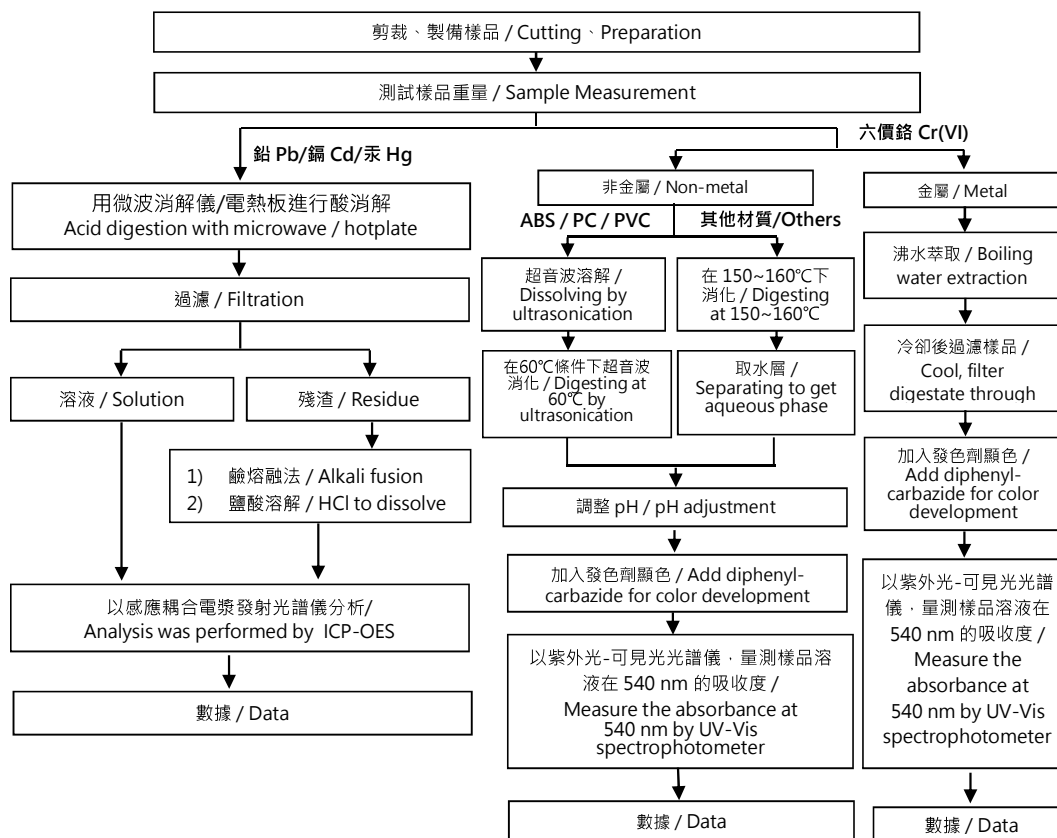 剪裁、製備樣品 / Cutting、Preparation
測試樣品重量 / Sample Measurement
鉛 Pb/鎘 Cd/汞 Hg
六價鉻 Cr(VI)
用微波消解儀/電熱板進行酸消解
Acid digestion with microwave / hotplate
過濾 / Filtration
溶液 / Solution
殘渣 / Residue
1) 鹼熔融法 / Alkali fusion
2) 鹽酸溶解 / HCl to dissolve
以感應耦合電漿發射光譜儀分析/
Analysis was performed by ICP-OES
數據 / Data
非金屬 / Non-metal
ABS / PC / PVC
其他材質/Others
超音波溶解 /
Dissolving by
ultrasonication
在 150~160℃下
消化 / Digesting
at 150~160℃
在60℃條件下超音波
消化 / Digesting at
60℃ by
ultrasonication
取水層 /
Separating to get
aqueous phase
調整 pH / pH adjustment
加入發色劑顯色 / Add diphenyl-
carbazide for color development
以紫外光-可見光光譜儀，量測樣品溶
液在 540 nm 的吸收度 /
Measure the absorbance at
540 nm by UV-Vis
spectrophotometer
數據 / Data
金屬 / Metal
沸水萃取 / Boiling
water extraction
冷卻後過濾樣品 /
Cool, filter
digestate through
加入發色劑顯色 /
Add diphenyl-
carbazide for color
development
以紫外光-可見光光譜
儀，量測樣品溶液在
540 nm 的吸收度 /
Measure the
absorbance at
540 nm by UV-Vis
spectrophotometer
數據 / Data